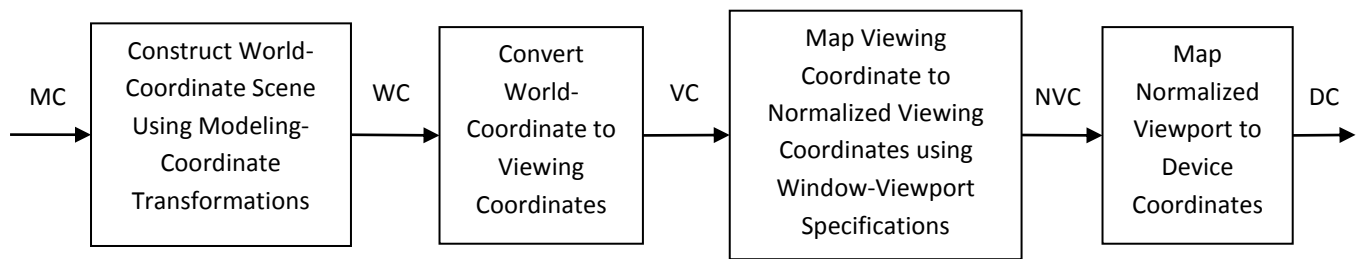 MC
Construct World-
Coordinate Scene
Using Modeling-
Coordinate
Transformations
WC
Convert
World-
Coordinate to
Viewing
Coordinates
VC
Map Viewing
Coordinate to
Normalized Viewing
Coordinates using
Window-Viewport
Specifications
NVC
Map
Normalized
Viewport to
Device
Coordinates
DC